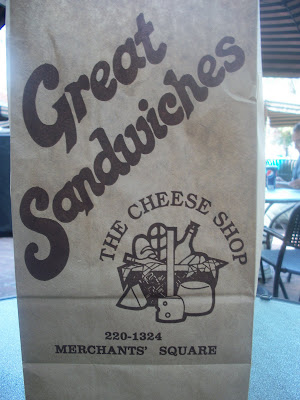 Great
Sandwiches
THE CHEESE SHOP
220-1324
MERCHANTS' SQUARE